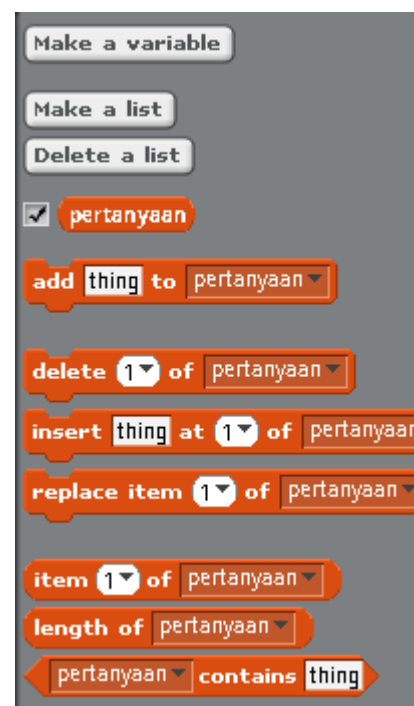 Make a variable
Make a list
Delete a list
pertanyaan
add thing to pertanyaan
delete 1 of pertanyaan
insert thing at 1 of pertanyaan
replace item 1 of pertanyaan
item 1 of pertanyaan
length of pertanyaan
pertanyaan contains thing